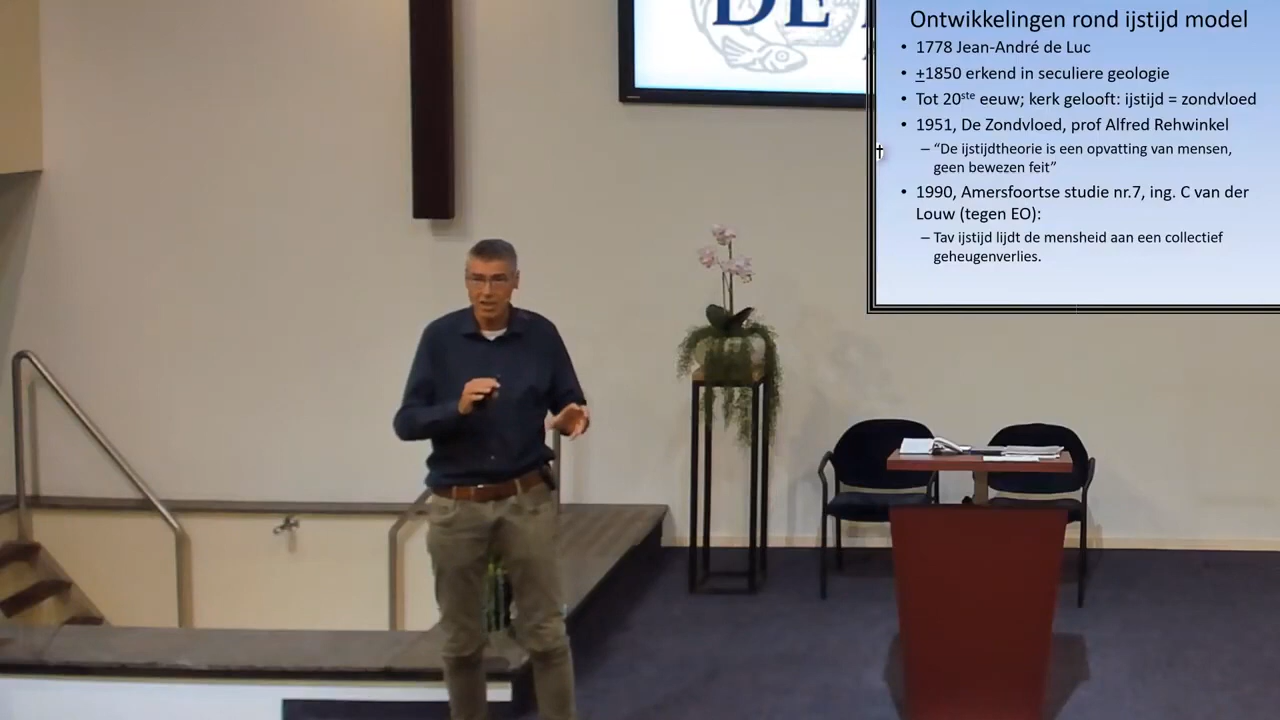 DE
Ontwikkelingen rond ijstijd model
• 1778 Jean-André de Luc
• +1850 erkend in seculiere geologie
• Tot 20ste eeuw; kerk gelooft: ijstijd = zondvloed
• 1951, De Zondvloed, prof Alfred Rehwinkel
– “De ijstijdtheorie is een opvatting van mensen,
geen bewezen feit”
• 1990, Amersfoortse studie nr.7, ing. C van der
Louw (tegen EO):
– Tav ijstijd lijdt de mensheid aan een collectief
geheugenverlies.